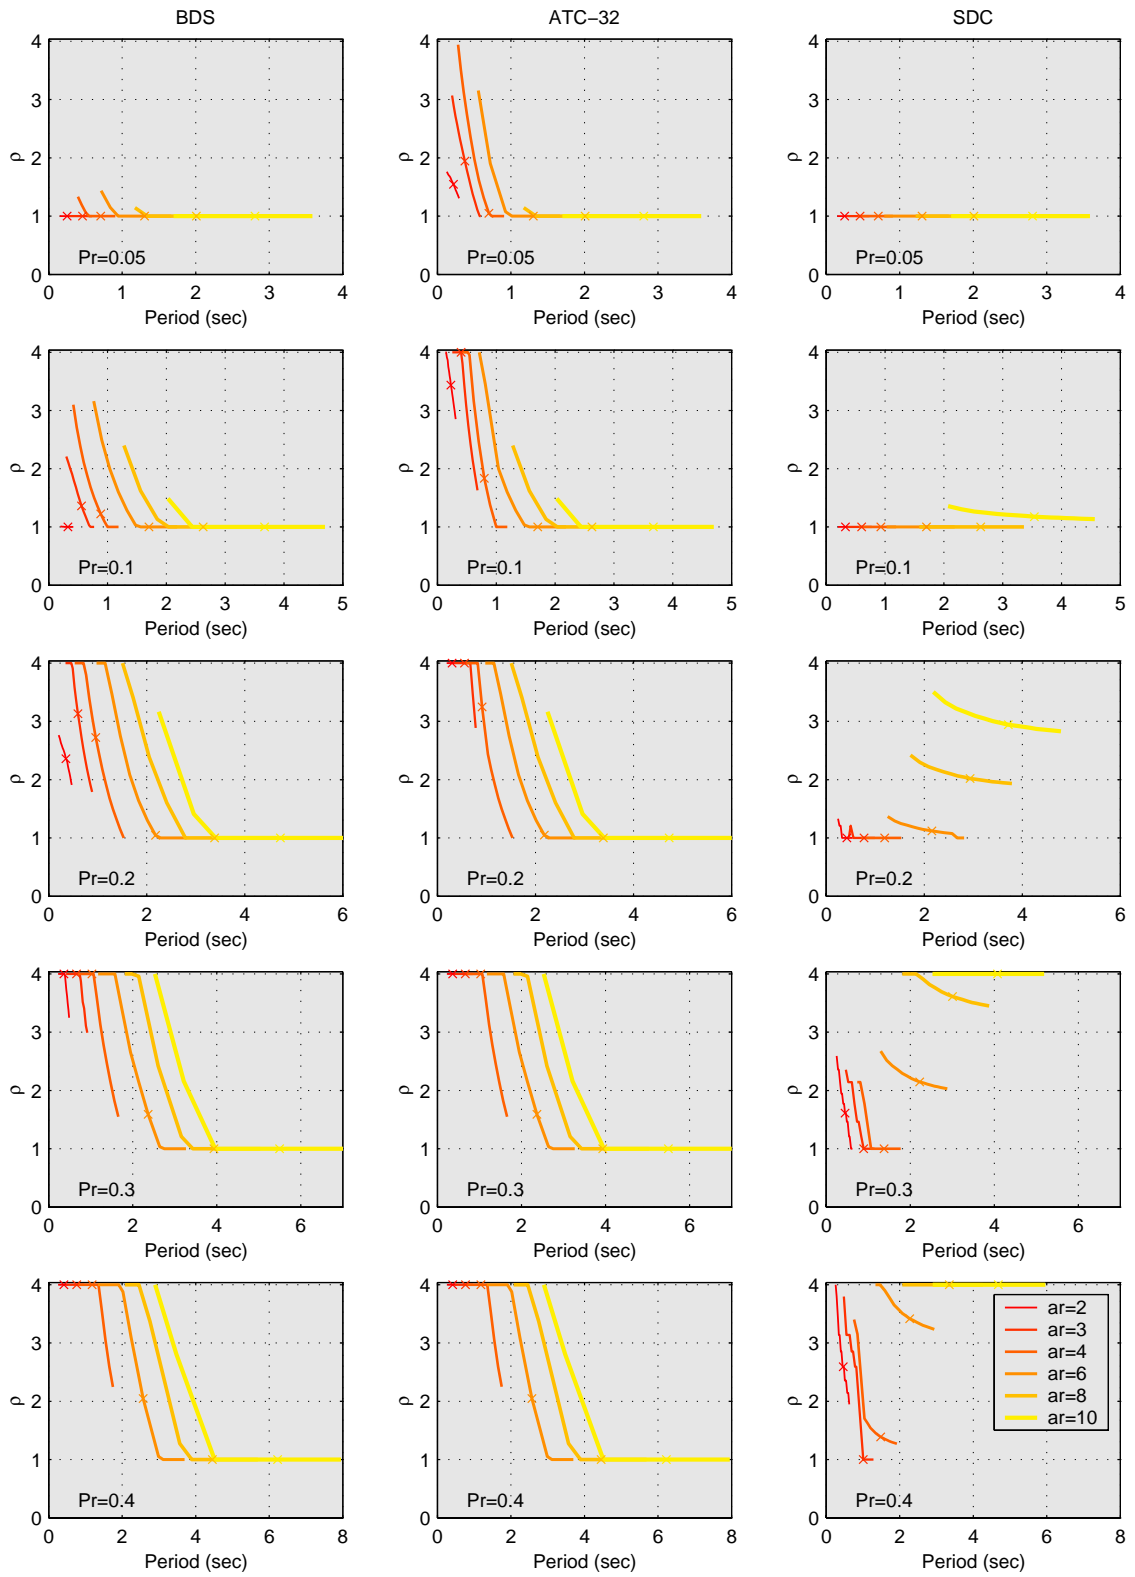 BDS
ATC−32
SDC
4
3
2
1
0
ρ
Pr=0.05
0 1 2 3 4
Period (sec)
4
3
2
1
0
ρ
Pr=0.05
0 1 2 3 4
Period (sec)
4
3
2
1
0
ρ
Pr=0.05
0 1 2 3 4
Period (sec)
4
3
2
1
0
ρ
Pr=0.1
0 1 2 3 4 5
Period (sec)
4
3
2
1
0
ρ
Pr=0.1
0 1 2 3 4 5
Period (sec)
4
3
2
1
0
ρ
Pr=0.1
0 1 2 3 4 5
Period (sec)
4
3
2
1
0
ρ
Pr=0.2
0 2 4 6
Period (sec)
4
3
2
1
0
ρ
Pr=0.2
0 2 4 6
Period (sec)
4
3
2
1
0
ρ
Pr=0.2
0 2 4 6
Period (sec)
4
3
2
1
0
ρ
Pr=0.3
0 2 4 6
Period (sec)
4
3
2
1
0
ρ
Pr=0.3
0 2 4 6
Period (sec)
4
3
2
1
0
ρ
Pr=0.3
0 2 4 6
Period (sec)
4
3
2
1
0
ρ
Pr=0.4
0 2 4 6 8
Period (sec)
4
3
2
1
0
ρ
Pr=0.4
0 2 4 6 8
Period (sec)
4
3
2
1
0
ρ
ar=2
ar=3
ar=4
ar=6
ar=8
ar=10
Pr=0.4
0 2 4 6 8
Period (sec)